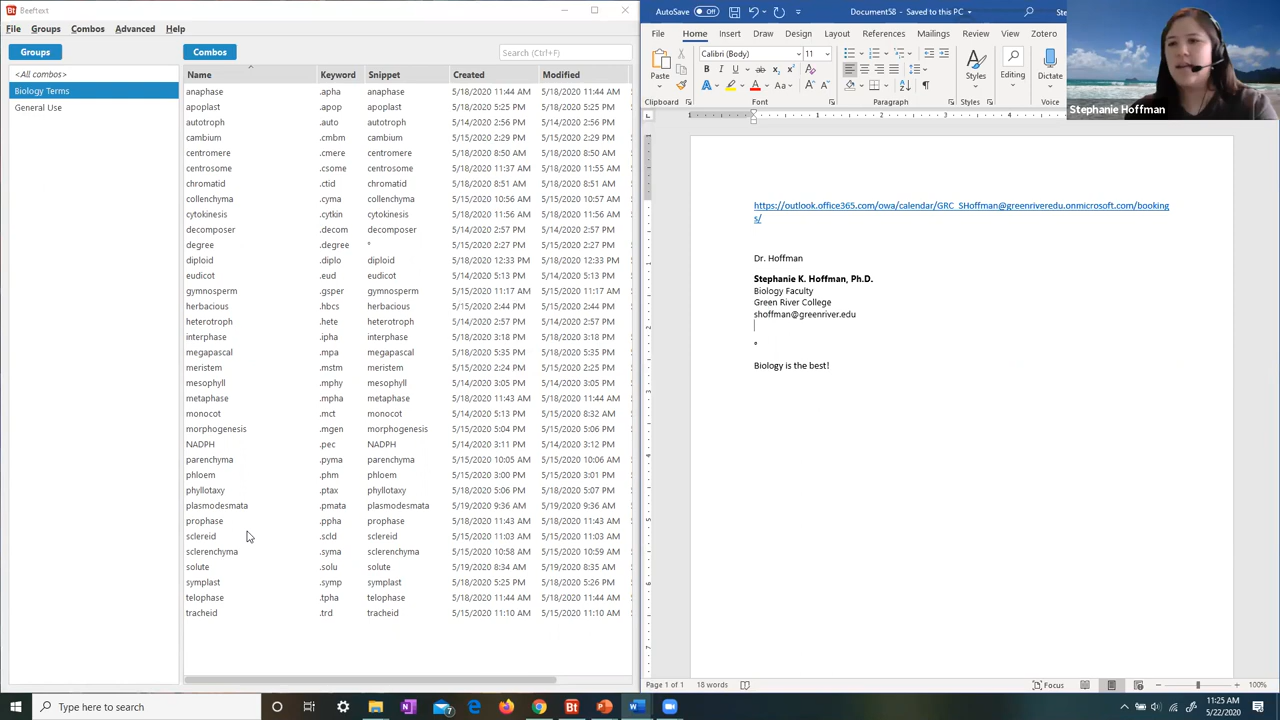 Beeftext
File Groups Combos Advanced Help
Groups
Combos
Search (Ctrl+F)
<All combos>
Biology Terms
General Use
Name Keyword Snippet Created Modified
anaphase .apha anaphase 5/18/2020 11:44 AM 5/18/2020 11:44 AM
apoplast .apop apoplast 5/18/2020 5:25 PM 5/18/2020 5:25 PM
autotroph .auto autotroph 5/14/2020 2:56 PM 5/14/2020 2:56 PM
cambium .cmbm cambium 5/15/2020 2:29 PM 5/15/2020 2:29 PM
centromere .cmere centromere 5/18/2020 8:50 AM 5/18/2020 8:50 AM
centrosome .csome centrosome 5/18/2020 11:37 AM 5/18/2020 11:55 AM
chromatid .ctid chromatid 5/18/2020 8:51 AM 5/18/2020 8:51 AM
collenchyma .cyma collenchyma 5/15/2020 10:56 AM 5/15/2020 10:57 AM
cytokinesis .cytkin cytokinesis 5/18/2020 11:56 AM 5/18/2020 11:56 AM
decomposer .decom decomposer 5/14/2020 2:57 PM 5/14/2020 2:57 PM
degree .degree ° 5/15/2020 2:27 PM 5/15/2020 2:27 PM
diploid .diplo diploid 5/18/2020 12:33 PM 5/18/2020 12:33 PM
eudicot .eud eudicot 5/14/2020 5:13 PM 5/14/2020 5:13 PM
gymnosperm .gsper gymnosperm 5/15/2020 11:17 AM 5/15/2020 11:17 AM
herbacious .hbcs herbacious 5/15/2020 2:44 PM 5/15/2020 2:44 PM
heterotroph .hete heterotroph 5/14/2020 2:57 PM 5/14/2020 2:57 PM
interphase .ipha interphase 5/18/2020 3:18 PM 5/18/2020 3:18 PM
megapascal .mpa megapascal 5/18/2020 5:35 PM 5/18/2020 5:35 PM
meristem .mstm meristem 5/15/2020 2:24 PM 5/15/2020 2:25 PM
mesophyll .mphy mesophyll 5/14/2020 3:05 PM 5/14/2020 3:05 PM
metaphase .mpha metaphase 5/18/2020 11:43 AM 5/18/2020 11:44 AM
monocot .mct monocot 5/14/2020 5:13 PM 5/15/2020 8:32 AM
morphogenesis .mgen morphogenesis 5/15/2020 5:04 PM 5/15/2020 5:06 PM
NADPH .pec NADPH 5/14/2020 3:11 PM 5/14/2020 3:12 PM
parenchyma .pyma parenchyma 5/15/2020 10:05 AM 5/15/2020 10:06 AM
phloem .phm phloem 5/15/2020 3:00 PM 5/15/2020 3:01 PM
phyllotaxy .ptax phyllotaxy 5/18/2020 5:06 PM 5/18/2020 5:07 PM
plasmodesmata .pmata plasmodesmata 5/19/2020 9:36 AM 5/19/2020 9:36 AM
prophase .ppha prophase 5/18/2020 11:43 AM 5/18/2020 11:43 AM
sclereid .scld sclereid 5/15/2020 11:03 AM 5/15/2020 11:03 AM
sclerenchyma .syma sclerenchyma 5/15/2020 10:58 AM 5/15/2020 10:59 AM
solute .solu solute 5/19/2020 8:34 AM 5/19/2020 8:35 AM
symplast .symp symplast 5/18/2020 5:25 PM 5/18/2020 5:26 PM
telophase .tpha telophase 5/18/2020 11:44 AM 5/18/2020 11:44 AM
tracheid .trd tracheid 5/15/2020 11:10 AM 5/15/2020 11:10 AM
AutoSave Off Document58 - Saved to this PC
File Home Insert Draw Design Layout References Mailings Review View Zotero
Calibri (Body) 11
Paste Styles Editing Dictate
Clipboard Font Paragraph Styles Voice
Stephanie Hoffman
https://outlook.office365.com/owa/calendar/GRC_SHoffman@greenriveredu.onmicrosoft.com/booking
s/
Dr. Hoffman
Stephanie K. Hoffman, Ph.D.
Biology Faculty
Green River College
shoffman@greenriver.edu
°
Biology is the best!
Page 1 of 1 18 words Focus 100%
Type here to search
11:25 AM
5/22/2020